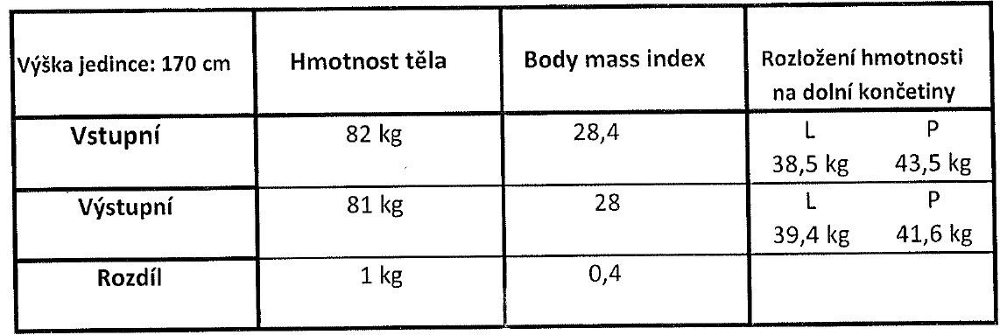 Výška jedince: 170 cm Hmotnost těla Body mass index Rozložení hmotnosti
na dolní končetiny
Vstupní 82 kg 28,4 L P
38,5 kg 43,5 kg
Výstupní 81 kg 28 L P
39,4 kg 41,6 kg
Rozdíl 1 kg 0,4